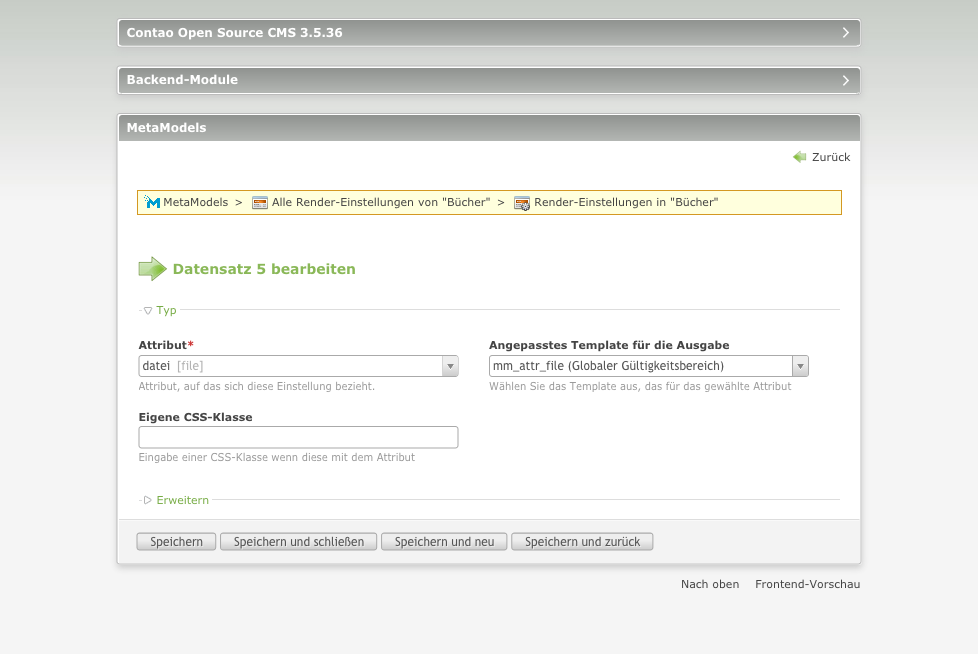 Contao Open Source CMS 3.5.36
Backend-Module
MetaModels
Zurück
MetaModels > Alle Render-Einstellungen von "Bücher" > Render-Einstellungen in "Bücher"
Datensatz 5 bearbeiten
Typ
Attribut* Angepasstes Template für die Ausgabe
datei [file] mm_attr_file (Globaler Gültigkeitsbereich)
Attribut, auf das sich diese Einstellung bezieht. Wählen Sie das Template aus, das für das gewählte Attribut
Eigene CSS-Klasse
Eingabe einer CSS-Klasse wenn diese mit dem Attribut
Erweitern
Speichern Speichern und schließen Speichern und neu Speichern und zurück
Nach oben Frontend-Vorschau